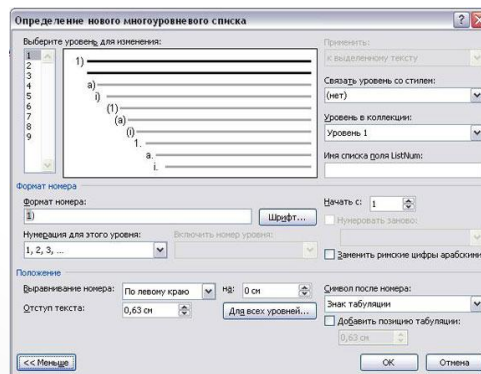 Определение нового многоуровневого списка
Выберите уровень для изменения:
1
2
3
4
5
6
7
8
9
1)
a)
i)
(1)
(a)
(i)
1.
a.
i.
Применить:
к выделенному тексту
Связать уровень со стилем:
(нет)
Уровень в коллекции:
Уровень 1
Имя списка поля ListNum:
Формат номера
Формат номера:
1)
Шрифт...
Нумерация для этого уровня:
1, 2, 3, ...
Включить номер уровня:
Начать с: 1
Нумеровать заново:
Заменить римские цифры арабскими
Положение
Выравнивание номера: По левому краю на: 0 см
Отступ текста: 0,63 см Для всех уровней...
Символ после номера:
Знак табуляции
Добавить позицию табуляции:
0,63 см
<< Меньше
ОК
Отмена